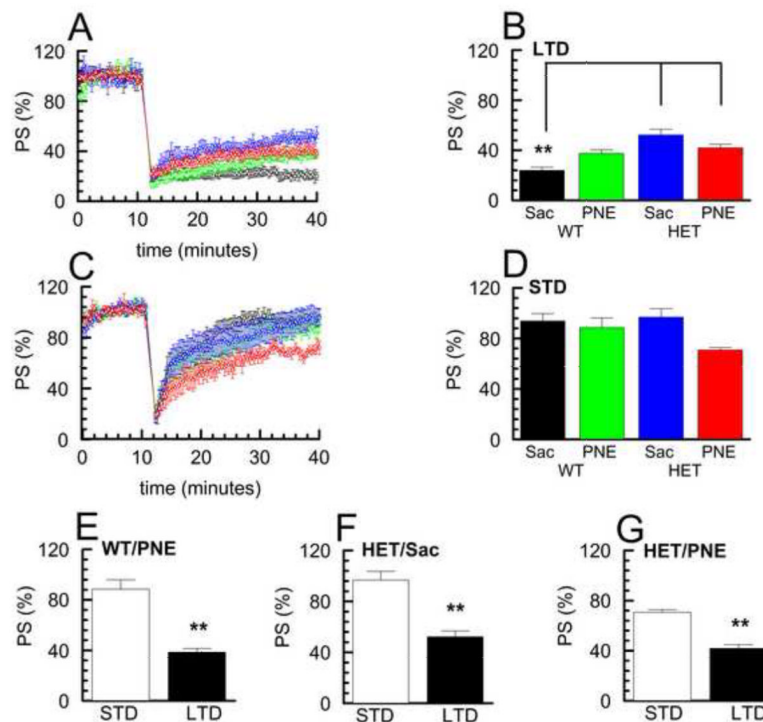 A
120
80
40
0
PS (%)
0 10 20 30 40
time (minutes)
B
LTD
120
80
40
0
PS (%)
**
Sac PNE Sac PNE
WT HET
C
120
80
40
0
PS (%)
0 10 20 30 40
time (minutes)
D
STD
120
80
40
0
PS (%)
Sac PNE Sac PNE
WT HET
E
WT/PNE
120
80
40
0
PS (%)
**
STD LTD
F
HET/Sac
120
80
40
0
PS (%)
**
STD LTD
G
HET/PNE
120
80
40
0
PS (%)
**
STD LTD